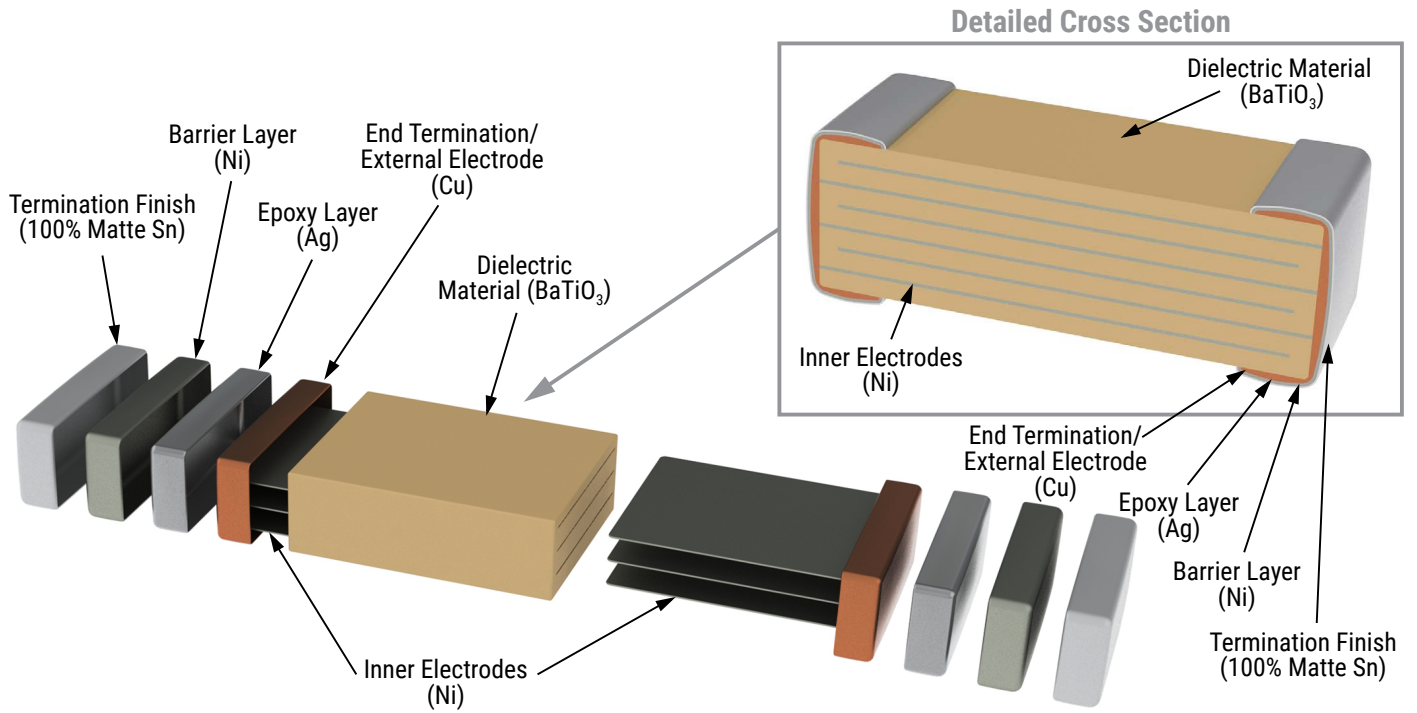 Detailed Cross Section
Dielectric Material
(BaTiO₃)
Inner Electrodes
(Ni)
End Termination/
External Electrode
(Cu)
Epoxy Layer
(Ag)
Barrier Layer
(Ni)
Termination Finish
(100% Matte Sn)
Termination Finish
(100% Matte Sn)
Barrier Layer
(Ni)
Epoxy Layer
(Ag)
End Termination/
External Electrode
(Cu)
Dielectric
Material (BaTiO₃)
Inner Electrodes
(Ni)